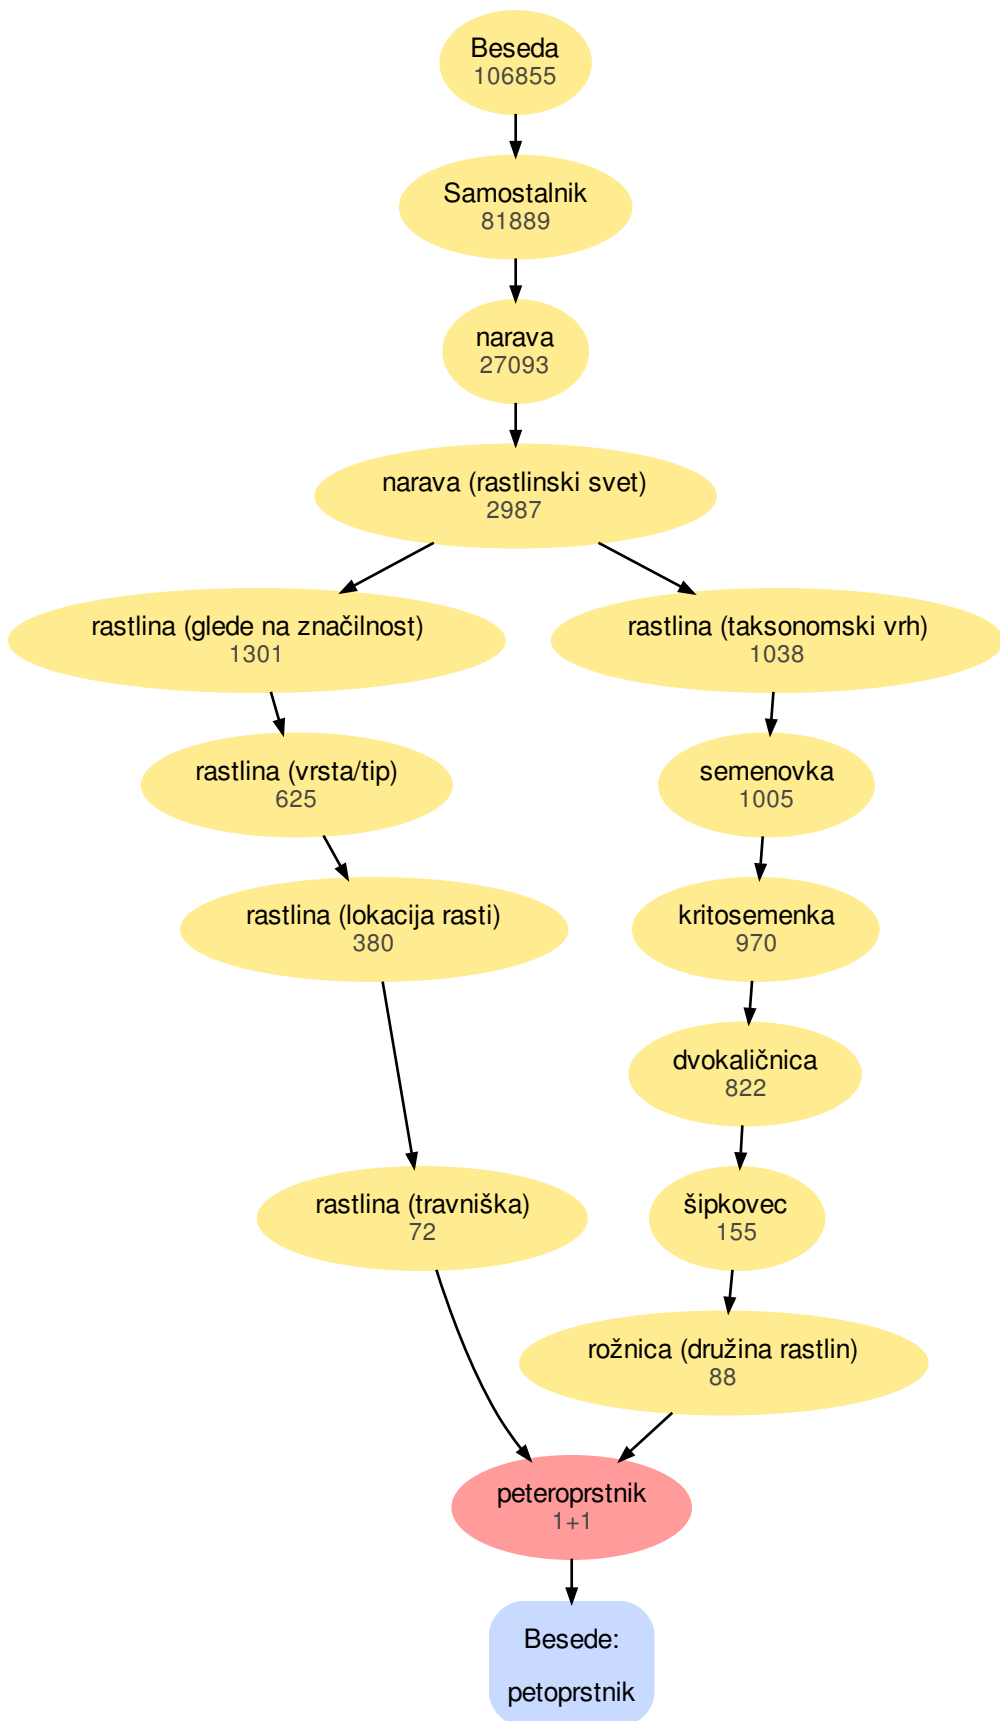 Beseda
106855
Samostalnik
81889
narava
27093
narava (rastlinski svet)
2987
rastlina (glede na značilnost)
1301
rastlina (taksonomski vrh)
1038
rastlina (vrsta/tip)
625
semenovka
1005
rastlina (lokacija rasti)
380
kritosemenka
970
dvokaličnica
822
rastlina (travniška)
72
šipkovec
155
rožnica (družina rastlin)
88
peteroprstnik
1+1
Besede:
petoprstnik